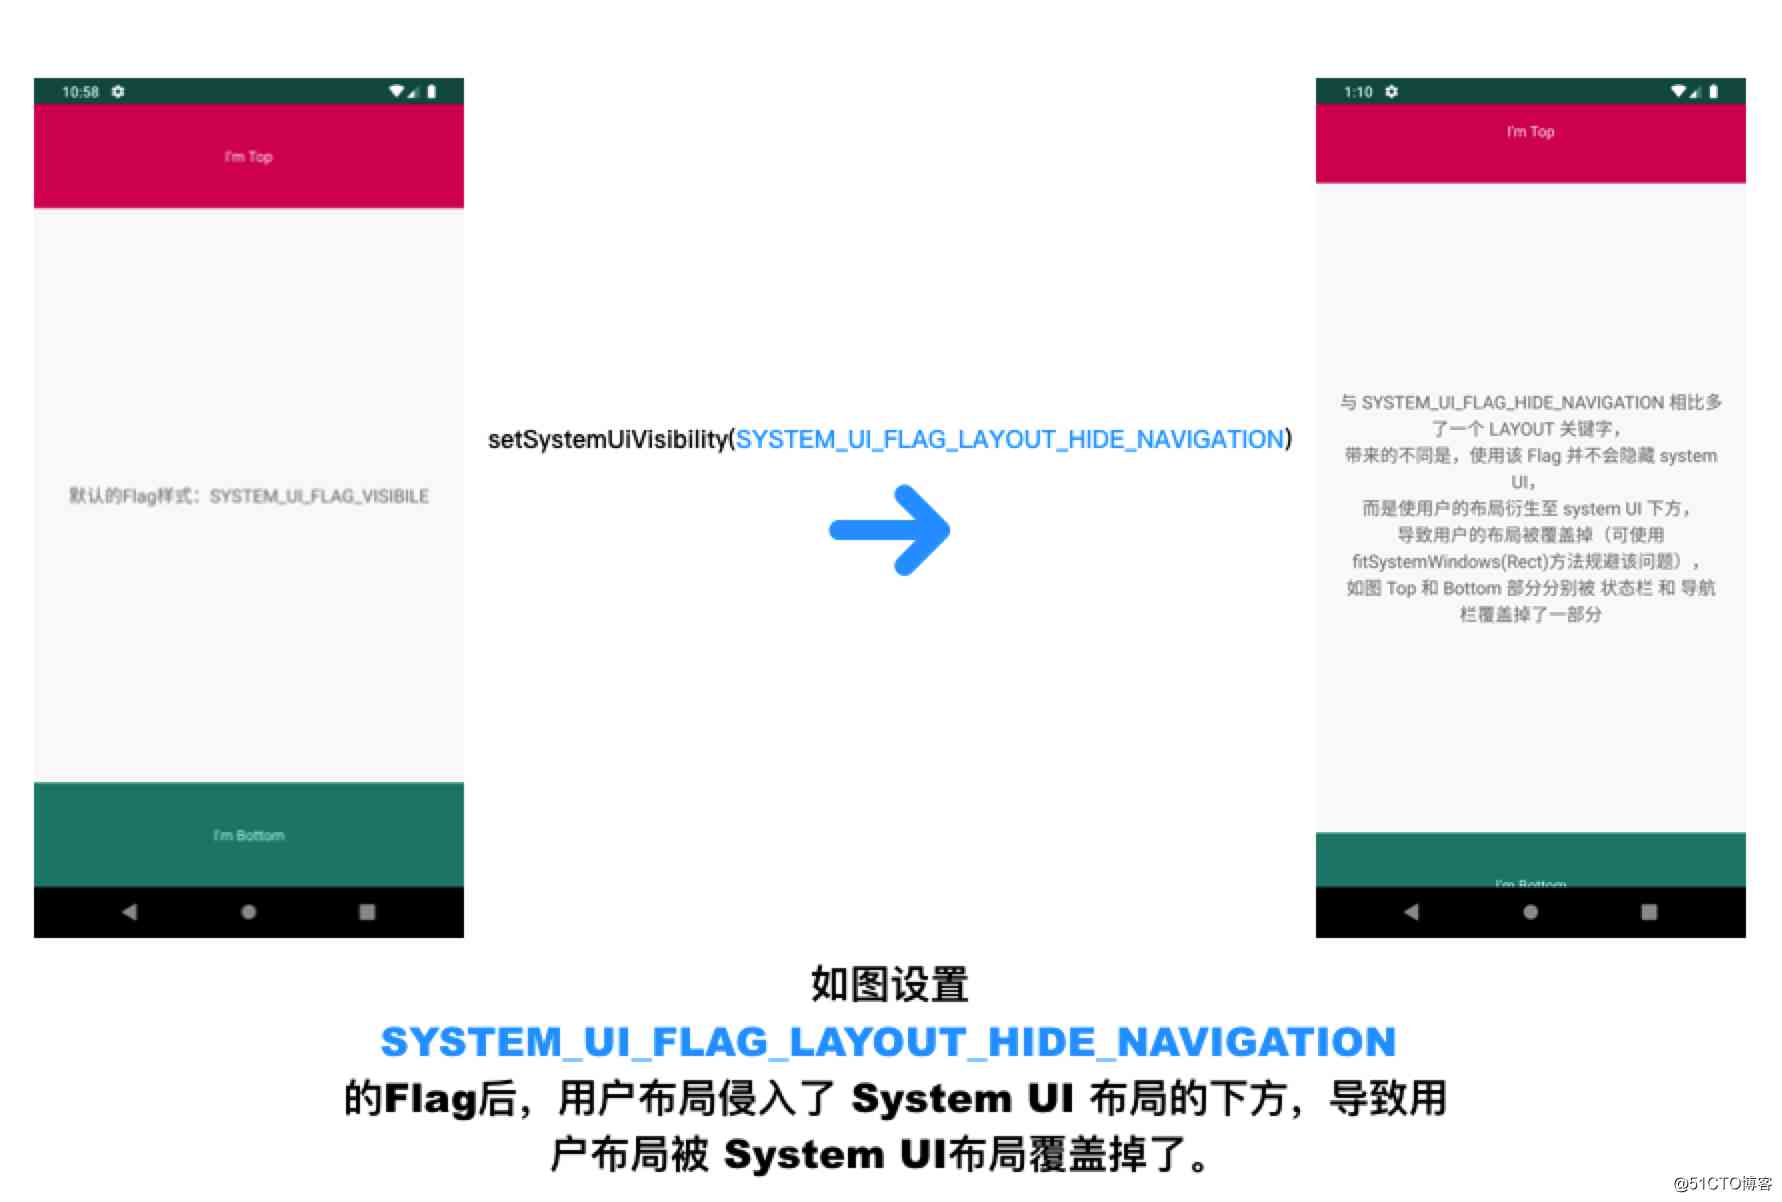 10:58
I'm Top
默认的Flag样式：SYSTEM_UI_FLAG_VISIBILE
I'm Bottom
setSystemUiVisibility(SYSTEM_UI_FLAG_LAYOUT_HIDE_NAVIGATION)
1:10
I'm Top
与 SYSTEM_UI_FLAG_HIDE_NAVIGATION 相比多
了一个 LAYOUT 关键字，
带来的不同是，使用该 Flag 并不会隐藏 system
UI，
而是使用户的布局衍生至 system UI 下方，
导致用户的布局被覆盖掉（可使用
fitSystemWindows(Rect)方法规避该问题），
如图 Top 和 Bottom 部分分别被 状态栏 和 导航
栏覆盖掉了一部分
I'm Bottom
如图设置
SYSTEM_UI_FLAG_LAYOUT_HIDE_NAVIGATION
的Flag后，用户布局侵入了 System UI 布局的下方，导致用
户布局被 System UI布局覆盖掉了。
@51CTO博客